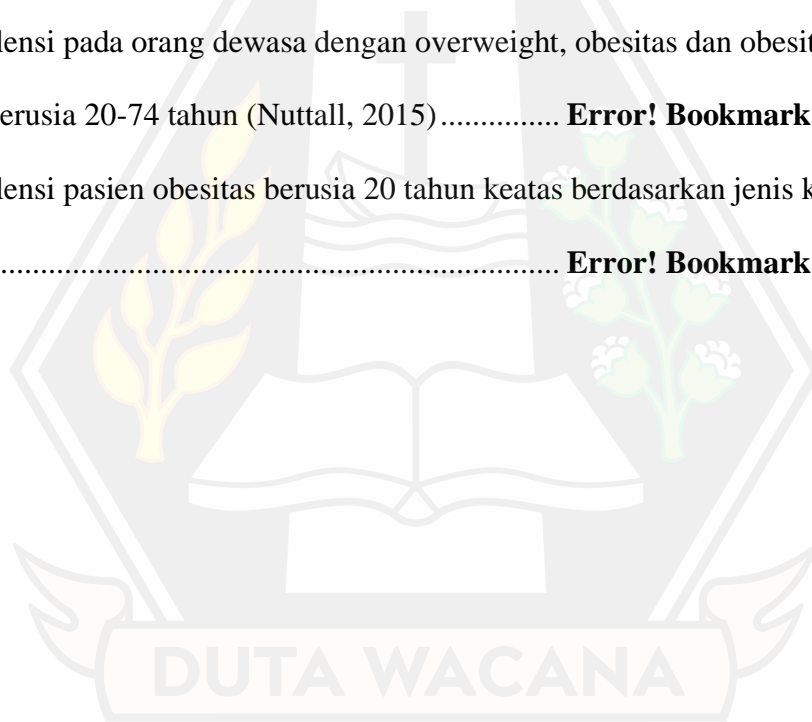 lensi pada orang dewasa dengan overweight, obesitas dan obesit
erusia 20-74 tahun (Nuttall, 2015) ............... Error! Bookmark
lensi pasien obesitas berusia 20 tahun keatas berdasarkan jenis k
...................................................................... Error! Bookmark
DUTA WACANA